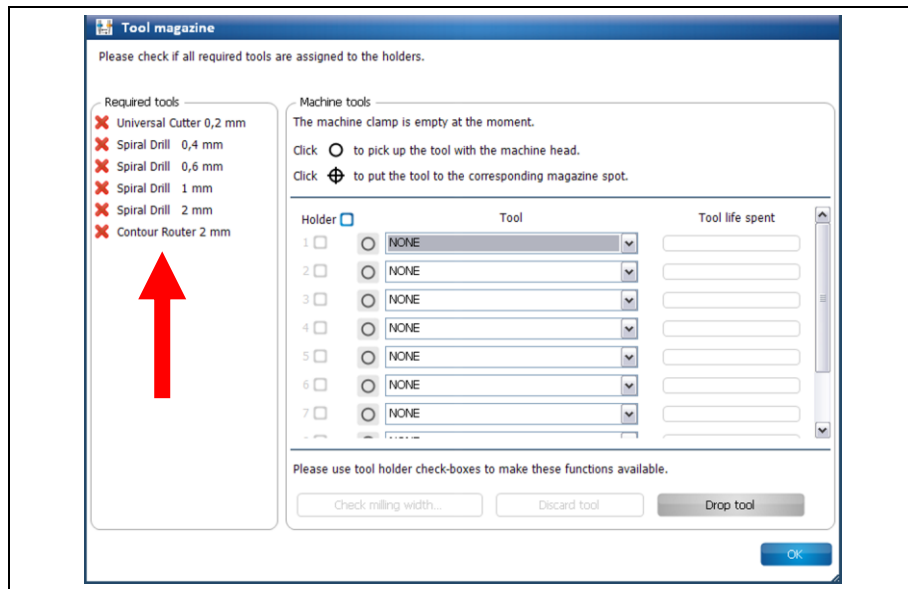 Tool magazine
Please check if all required tools are assigned to the holders.
Required tools
Universal Cutter 0,2 mm
Spiral Drill 0,4 mm
Spiral Drill 0,6 mm
Spiral Drill 1 mm
Spiral Drill 2 mm
Contour Router 2 mm
Machine tools
The machine clamp is empty at the moment.
Click to pick up the tool with the machine head.
Click to put the tool to the corresponding magazine spot.
Holder Tool Tool life spent
1 NONE
2 NONE
3 NONE
4 NONE
5 NONE
6 NONE
7 NONE
Please use tool holder check-boxes to make these functions available.
Check milling width... Discard tool Drop tool
OK